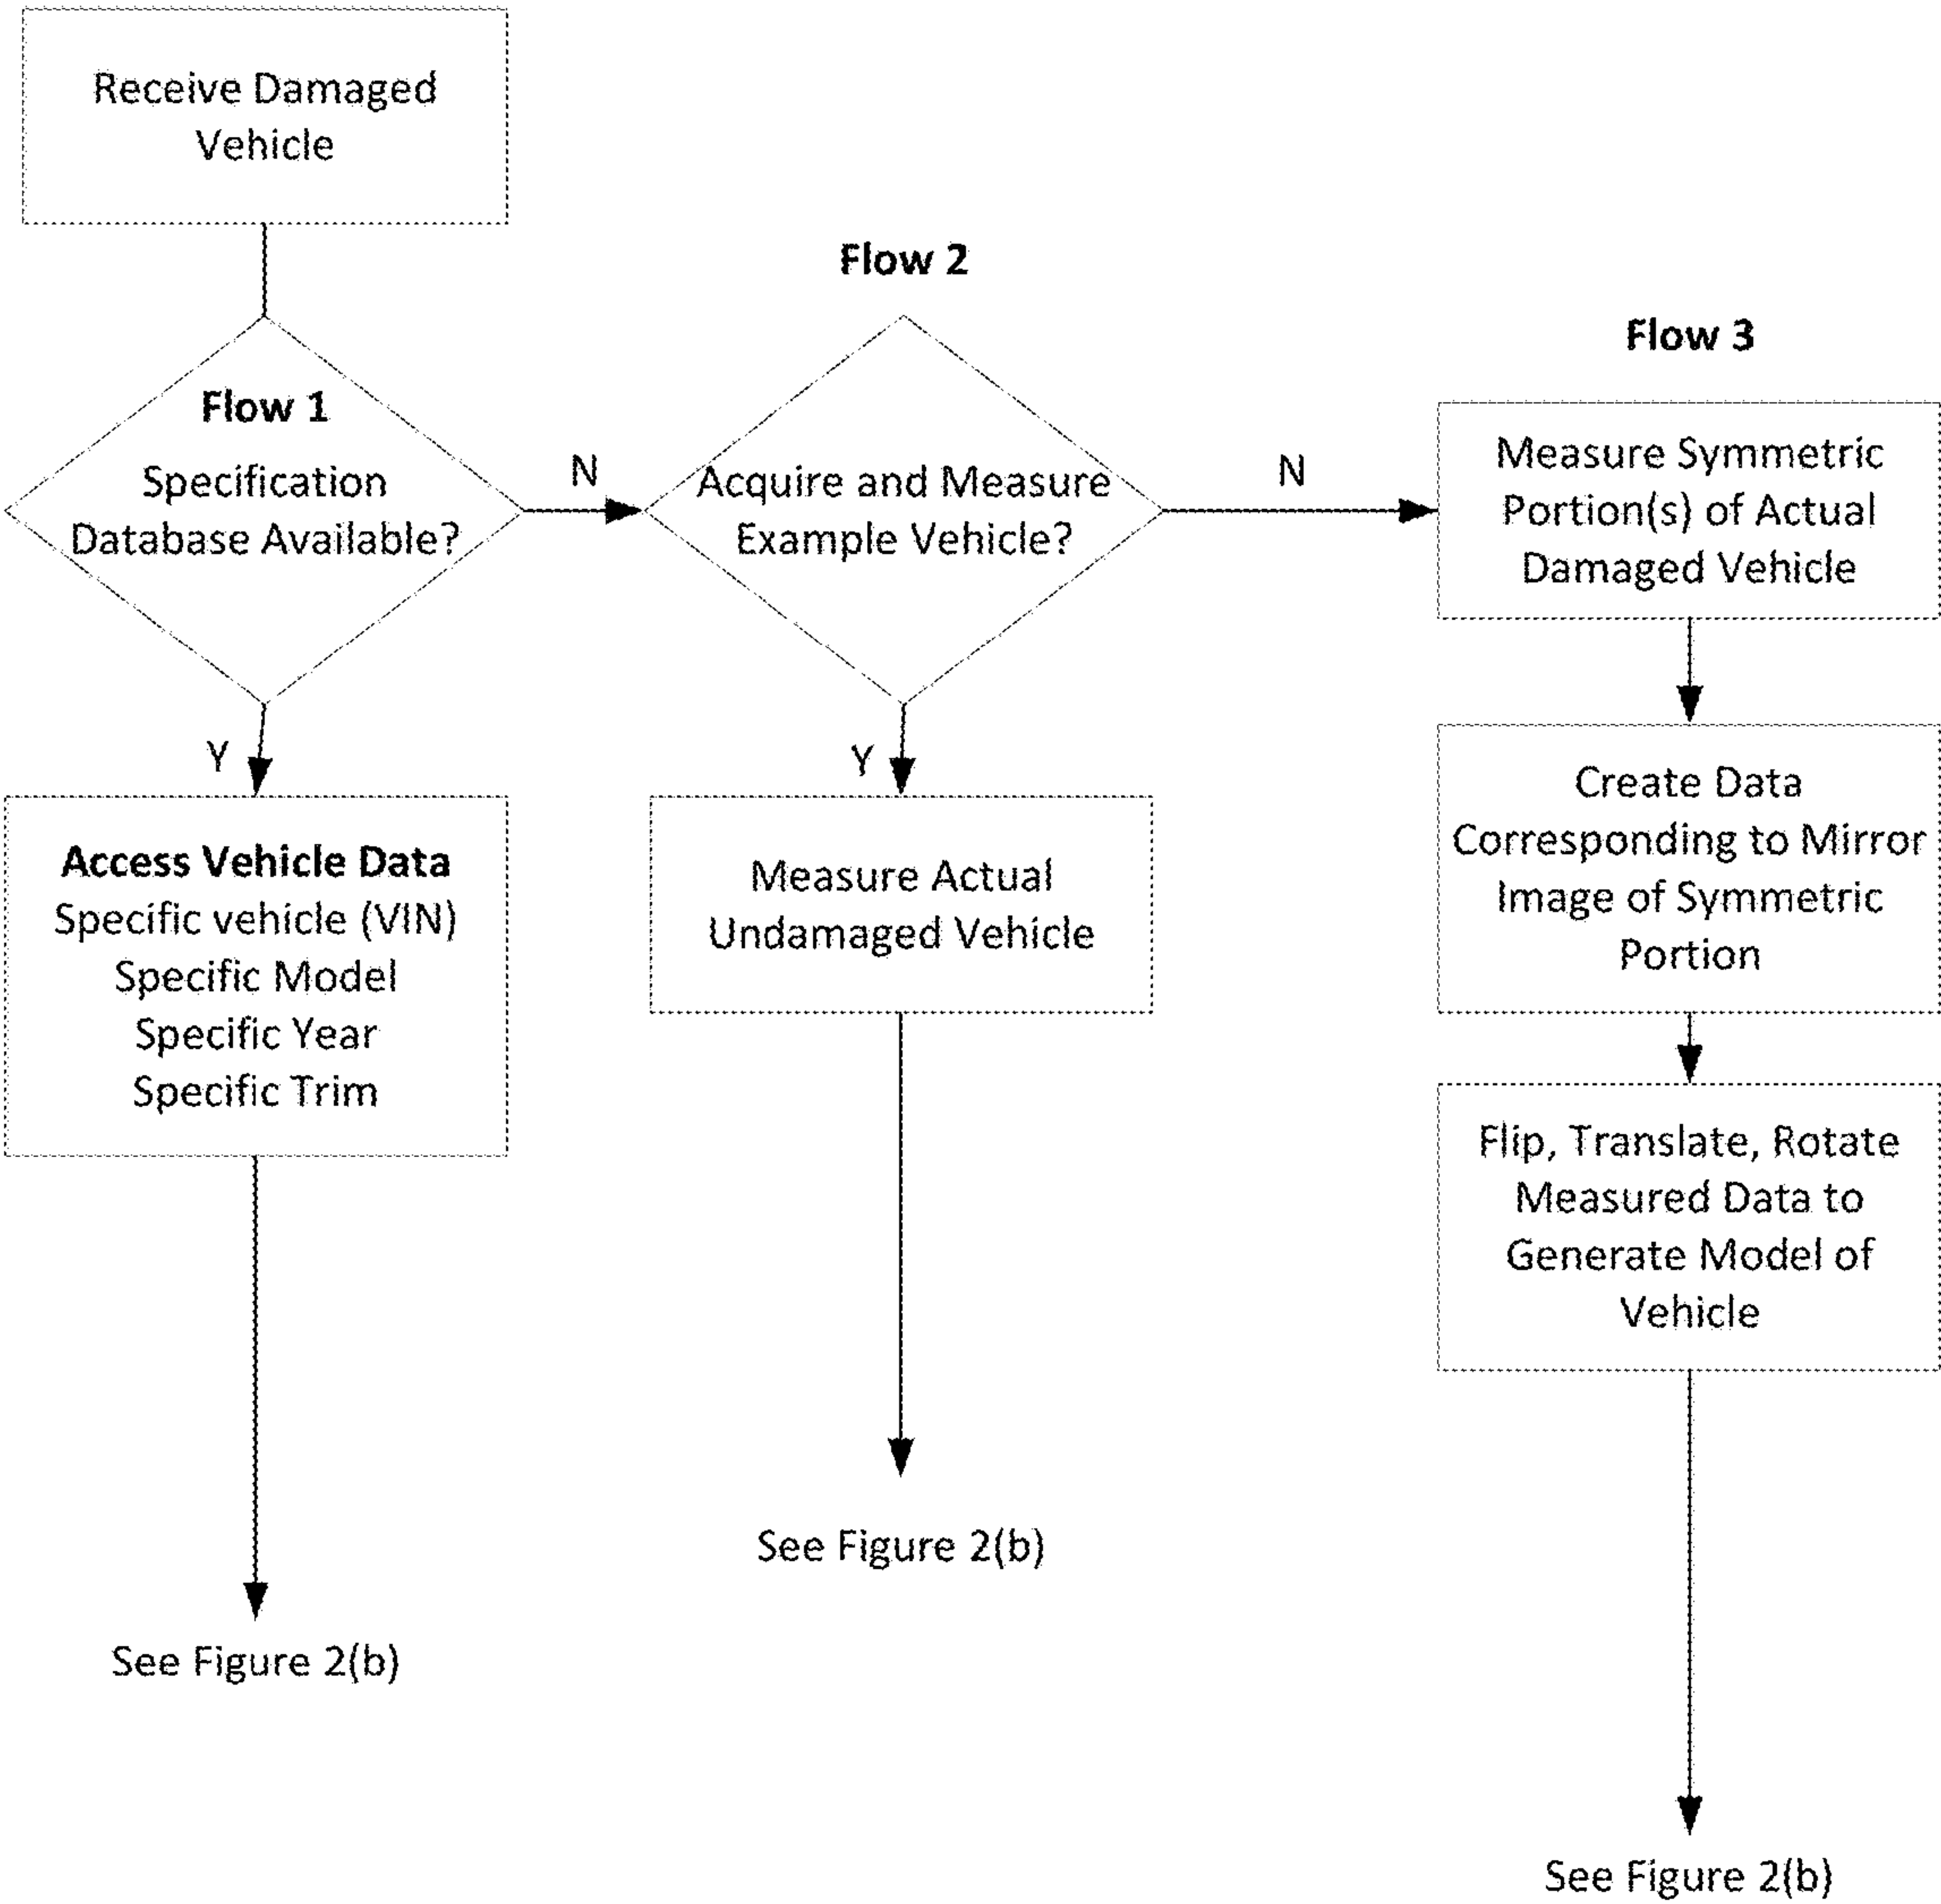 Receive Damaged
Vehicle
Flow 1
Specification
Database Available?
N
Y
Access Vehicle Data
Specific vehicle (VIN)
Specific Model
Specific Year
Specific Trim
See Figure 2(b)
Flow 2
Acquire and Measure
Example Vehicle?
N
Y
Measure Actual
Undamaged Vehicle
See Figure 2(b)
Flow 3
Measure Symmetric
Portion(s) of Actual
Damaged Vehicle
Create Data
Corresponding to Mirror
Image of Symmetric
Portion
Flip, Translate, Rotate
Measured Data to
Generate Model of
Vehicle
See Figure 2(b)